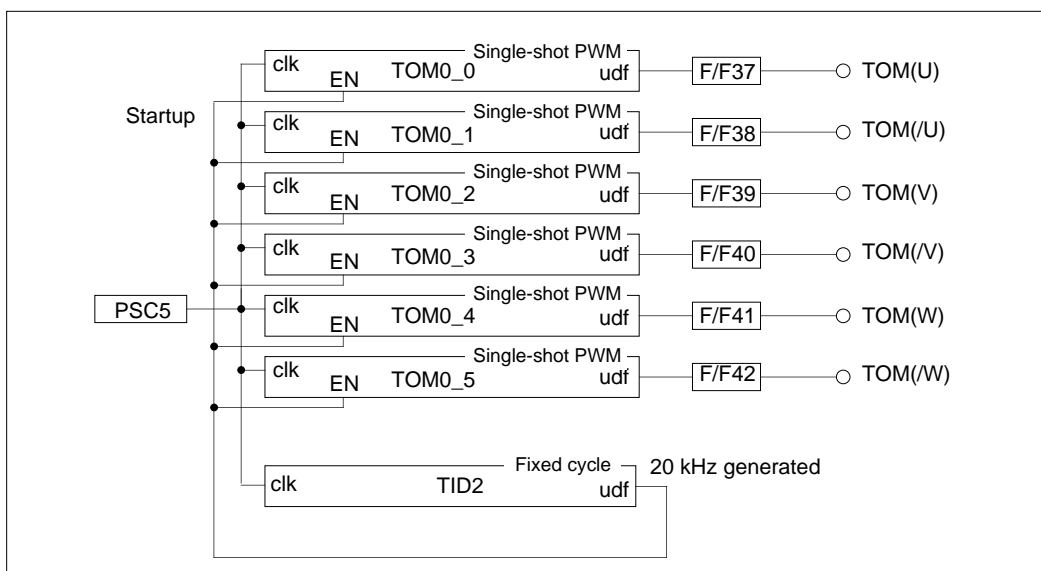 Single-shot PWM
clk EN TOM0_0 udf F/F37 TOM(U)
Startup
Single-shot PWM
clk EN TOM0_1 udf F/F38 TOM(/U)
Single-shot PWM
clk EN TOM0_2 udf F/F39 TOM(V)
Single-shot PWM
clk EN TOM0_3 udf F/F40 TOM(/V)
PSC5
Single-shot PWM
clk EN TOM0_4 udf F/F41 TOM(W)
Single-shot PWM
clk EN TOM0_5 udf F/F42 TOM(/W)
Fixed cycle 20 kHz generated
clk TID2 udf